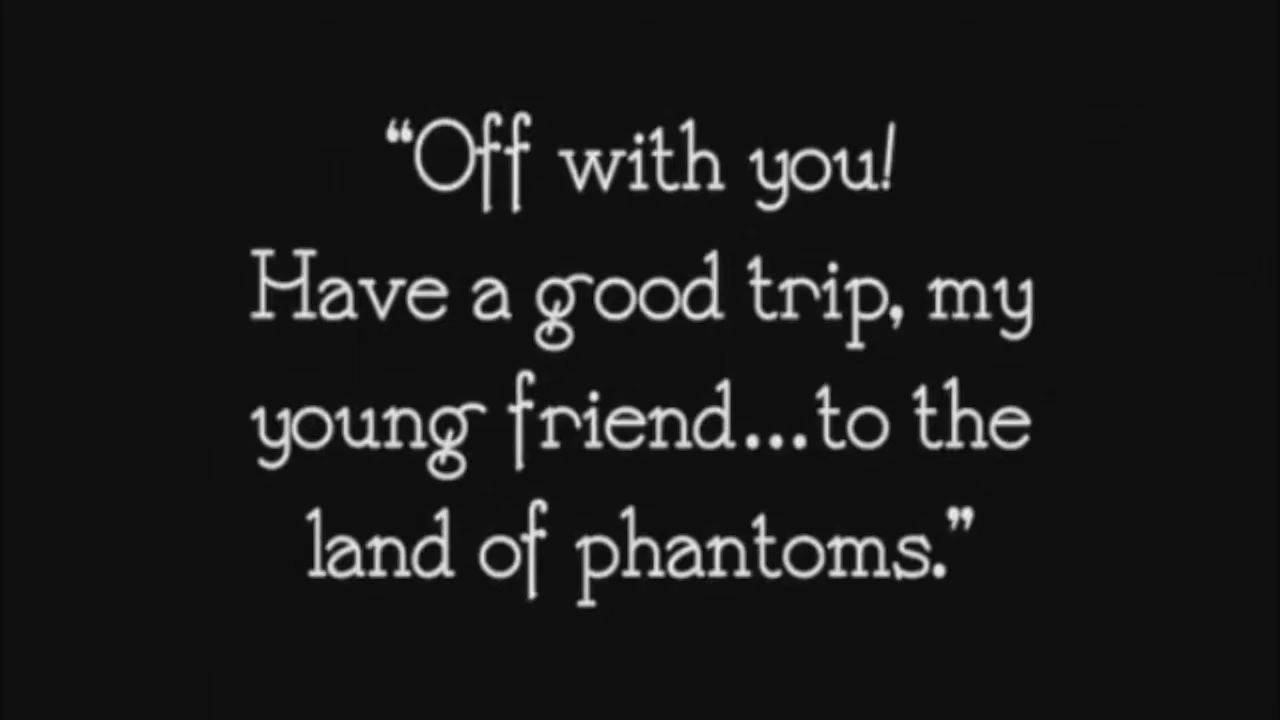 “Off with you!
Have a good trip, my
young friend...to the
land of phantoms.”